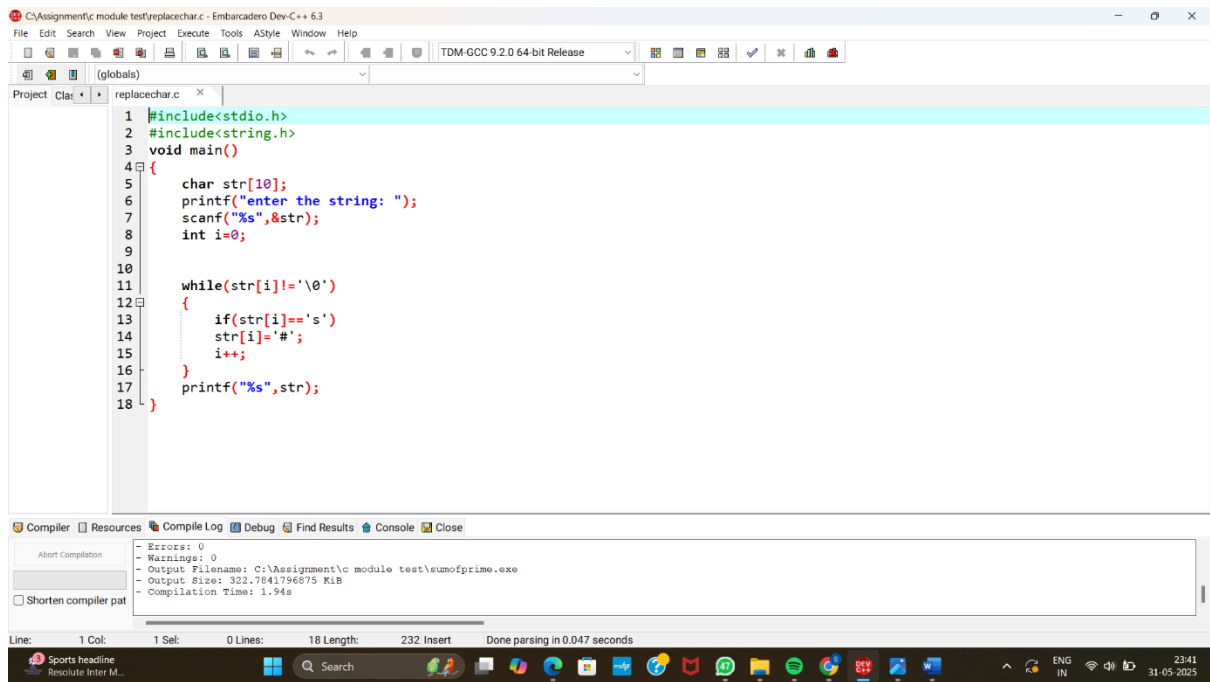 C:\Assignment\c module test\replacechar.c - Embarcadero Dev-C++ 6.3
File Edit Search View Project Execute Tools AStyle Window Help
TDM-GCC 9.2.0 64-bit Release
(globals)
Project Clas replacechar.c
1 #include<stdio.h>
2 #include<string.h>
3 void main()
4 {
5 char str[10];
6 printf("enter the string: ");
7 scanf("%s",&str);
8 int i=0;
9
10
11 while(str[i]!='\0')
12 {
13 if(str[i]=='s')
14 str[i]='#';
15 i++;
16 }
17 printf("%s",str);
18 }
Compiler Resources Compile Log Debug Find Results Console Close
Abort Compilation
Shorten compiler pat
- Errors: 0
- Warnings: 0
- Output Filename: C:\Assignment\c module test\sumofprime.exe
- Output Size: 322.7841796875 KiB
- Compilation Time: 1.94s
Line: 1 Col: 1 Sel: 0 Lines: 18 Length: 232 Insert Done parsing in 0.047 seconds
3 Sports headline
Resolute Inter M...
Search
ENG
IN
23:41
31-05-2025